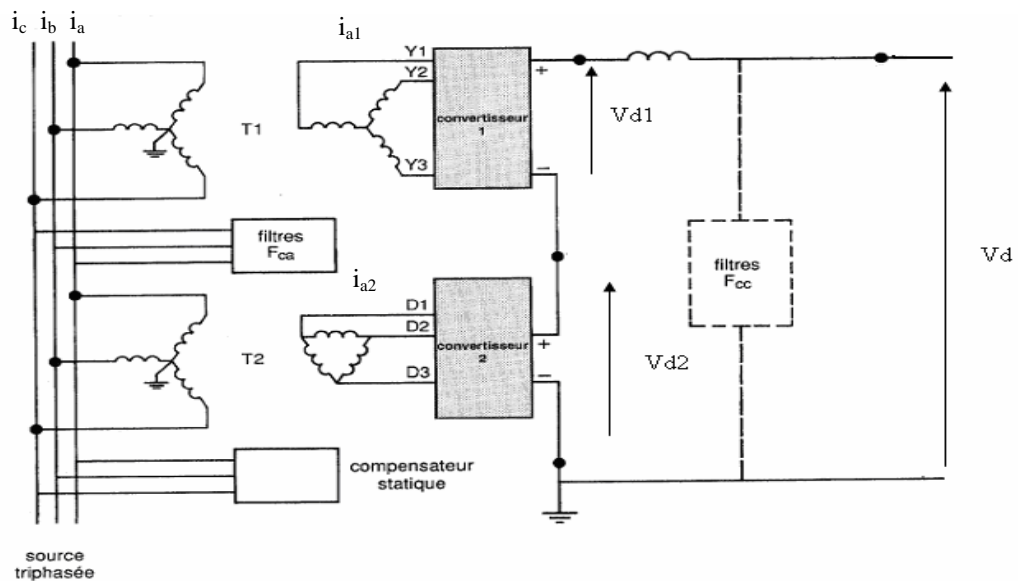 ic ib ia
ia1
Y1
Y2
Y3
T1
convertisseur
1
+
−
Vd1
filtres
Fca
filtres
Fcc
Vd
ia2
D1
D2
D3
T2
convertisseur
2
+
−
Vd2
compensateur
statique
source
triphasée